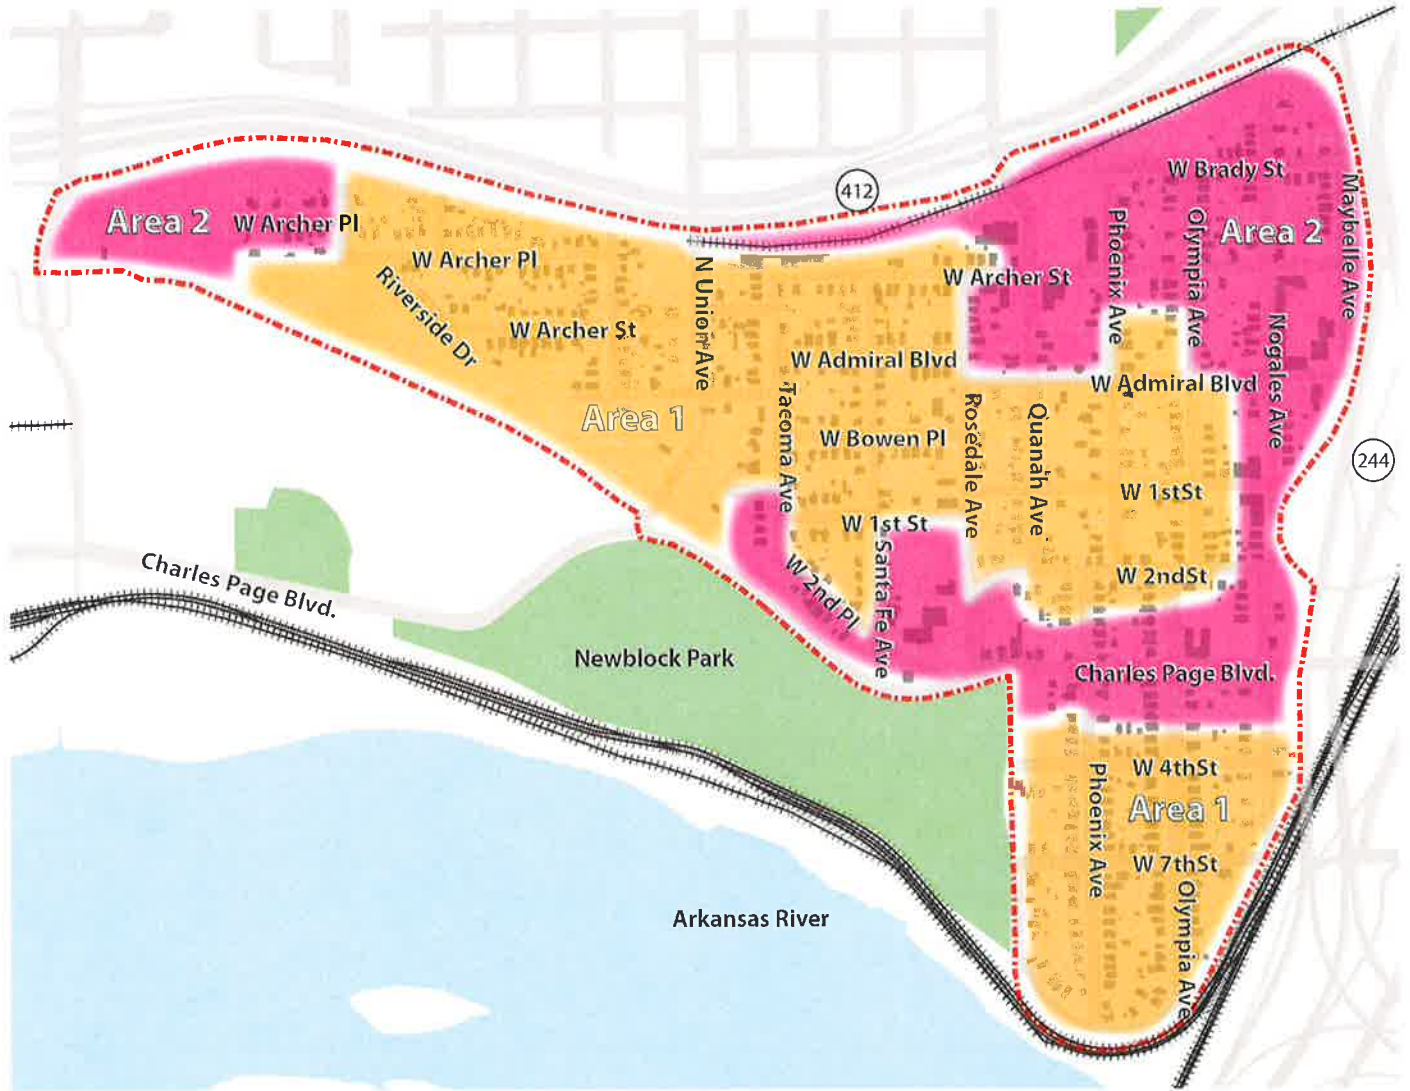 W Brady St
412
Maybelle Ave
Area 2
W Archer Pl
Phoenix Ave
Olympia Ave
Area 2
W Archer Pl
N Union Ave
W Archer St
Riverside Dr
W Archer St
Nogales Ave
W Admiral Blvd
W Admiral Blvd
Tacoma Ave
Rosedale Ave
Quanah Ave
Area 1
W Bowen Pl
244
W 1stSt
W 1st St
Charles Page Blvd.
W 2nd Pl
Santa Fe Ave
W 2ndSt
Newblock Park
Charles Page Blvd.
W 4thSt
Phoenix Ave
Area 1
W 7thSt
Olympia Ave
Arkansas River